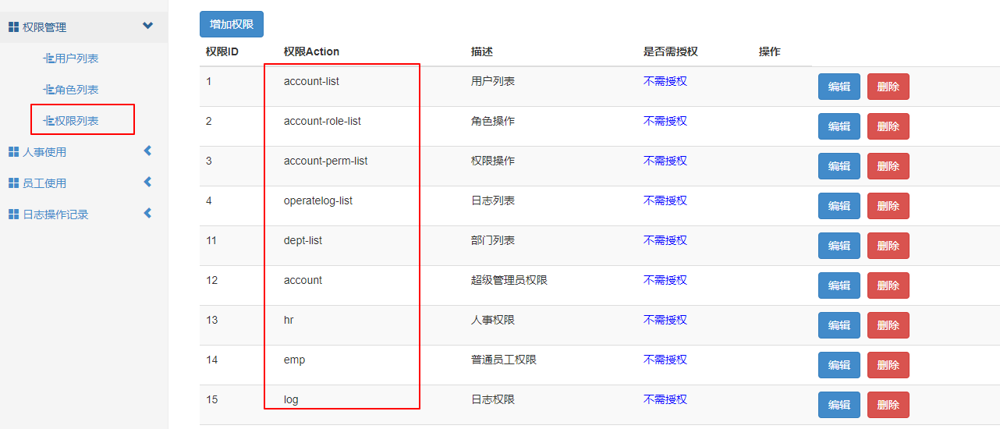 权限管理
用户列表
角色列表
权限列表
人事使用
员工使用
日志操作记录
增加权限
权限ID 权限Action 描述 是否需授权 操作
1 account-list 用户列表 不需授权 编辑 删除
2 account-role-list 角色操作 不需授权 编辑 删除
3 account-perm-list 权限操作 不需授权 编辑 删除
4 operatelog-list 日志列表 不需授权 编辑 删除
11 dept-list 部门列表 不需授权 编辑 删除
12 account 超级管理员权限 不需授权 编辑 删除
13 hr 人事权限 不需授权 编辑 删除
14 emp 普通员工权限 不需授权 编辑 删除
15 log 日志权限 不需授权 编辑 删除